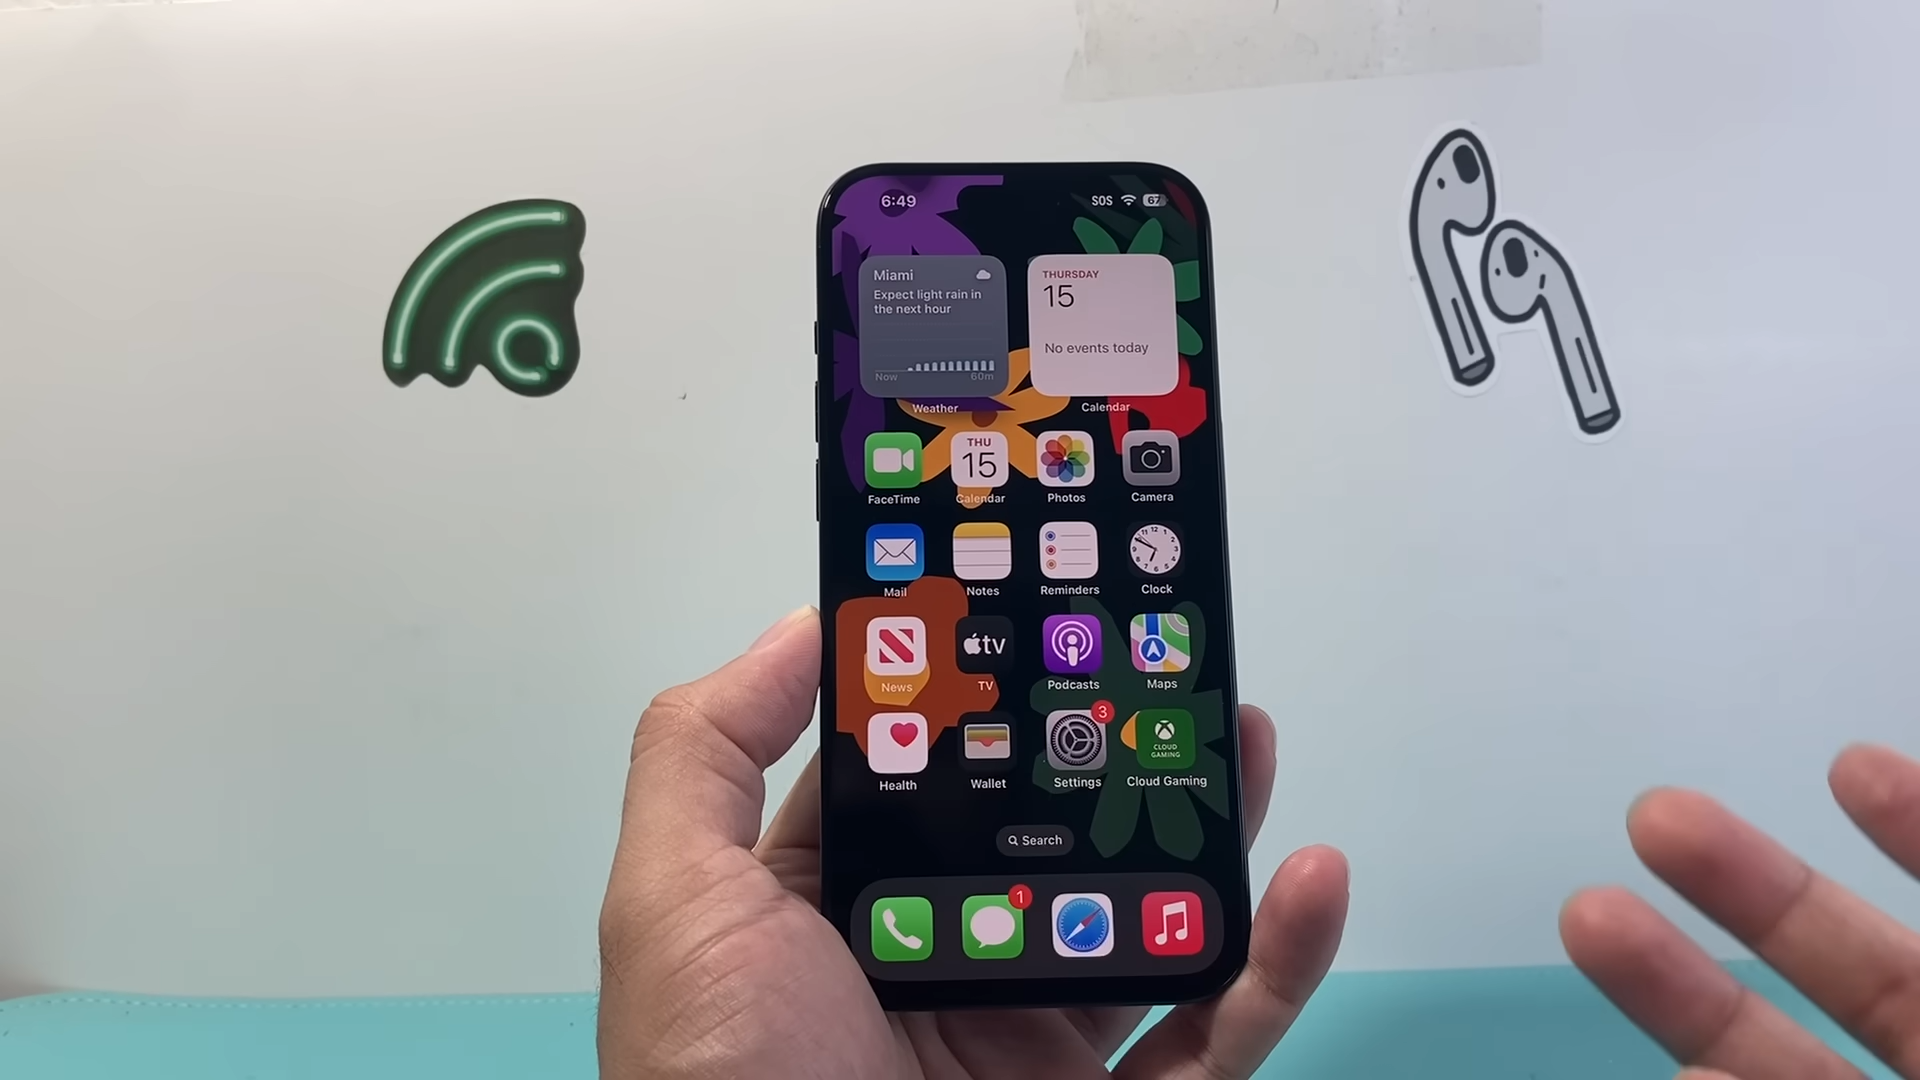 6:49
SOS
67
Miami
Expect light rain in
the next hour
Now
60m
Weather
THURSDAY
15
No events today
Calendar
THU
15
FaceTime
Calendar
Photos
Camera
Mail
Notes
Reminders
Clock
tv
News
TV
Podcasts
Maps
3
CLOUD
GAMING
Health
Wallet
Settings
Cloud Gaming
Search
1